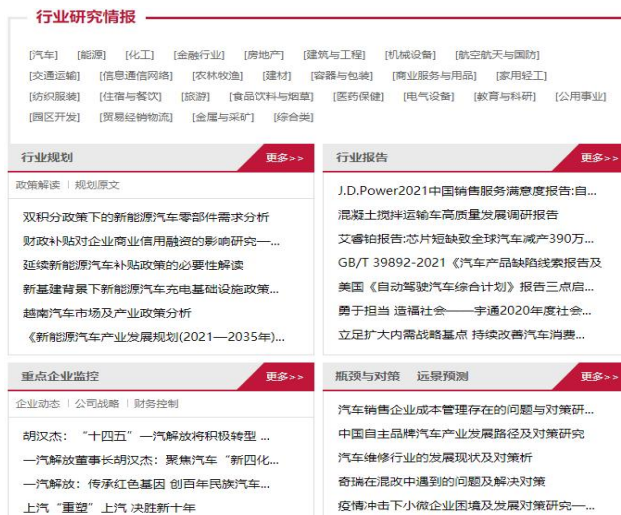 行业研究情报
[汽车] [能源] [化工] [金融行业] [房地产] [建筑与工程] [机械设备] [航空航天与国防]
[交通运输] [信息通信网络] [农林牧渔] [建材] [容器与包装] [商业服务与用品] [家用轻工]
[纺织服装] [住宿与餐饮] [旅游] [食品饮料与烟草] [医药保健] [电气设备] [教育与科研] [公用事业]
[园区开发] [贸易经销物流] [金属与采矿] [综合类]
行业规划 更多>>
政策解读 | 规划原文
双积分政策下的新能源汽车零部件需求分析
财政补贴对企业商业信用融资的影响研究一...
延续新能源汽车补贴政策的必要性解读
新基建背景下新能源汽车充电基础设施政策...
越南汽车市场及产业政策分析
《新能源汽车产业发展规划(2021—2035年)...
行业报告 更多>>
J.D.Power2021中国销售服务满意度报告:自...
混凝土搅拌运输车高质量发展调研报告
艾睿铂报告:芯片短缺致全球汽车减产390万...
GB/T 39892-2021《汽车产品缺陷线索报告及
美国《自动驾驶汽车综合计划》报告三点启...
勇于担当 造福社会——宇通2020年度社会...
立足扩大内需战略基点 持续改善汽车消费...
重点企业监控 更多>>
企业动态 | 公司战略 | 财务控制
胡汉杰：“十四五”一汽解放将积极转型 ...
一汽解放董事长胡汉杰：聚焦汽车“新四化...
一汽解放：传承红色基因 创百年民族汽车...
上汽“重塑”上汽 决胜新十年
瓶颈与对策 远景预测 更多>>
汽车销售企业成本管理存在的问题与对策研...
中国自主品牌汽车产业发展路径及对策研究
汽车维修行业的发展现状及对策析
奇瑞在混改中遇到的问题及解决对策
疫情冲击下小微企业困境及发展对策研究—...